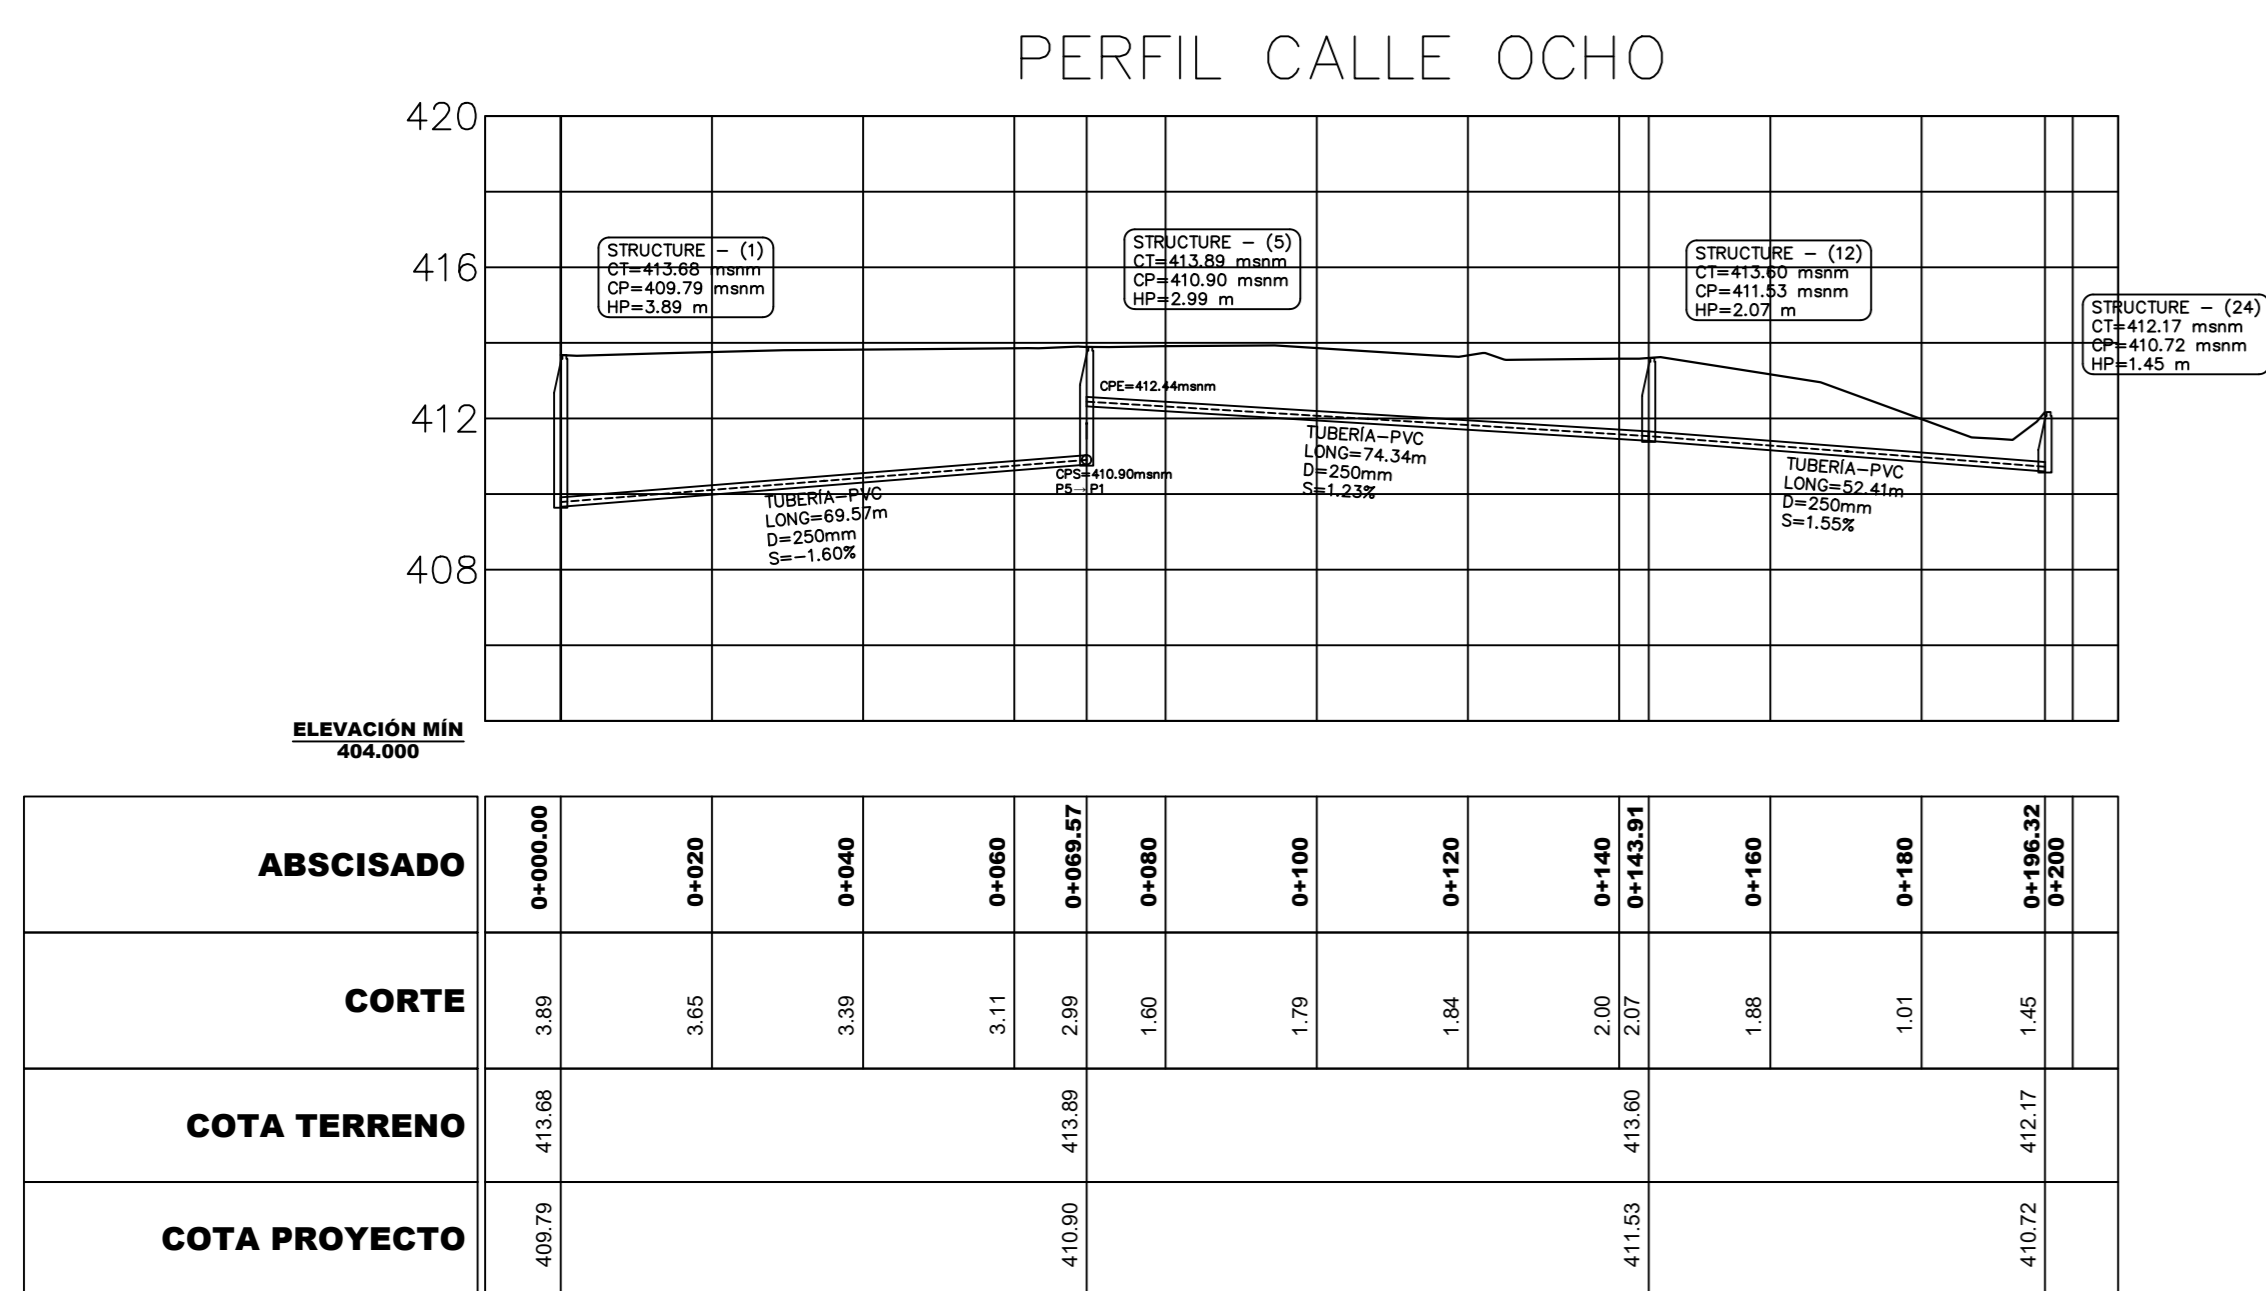 PERFIL CALLE OCHO
420
416
412
408
STRUCTURE – (1)
CT=413.68 msnm
CP=409.79 msnm
HP=3.89 m
STRUCTURE – (5)
CT=413.89 msnm
CP=410.90 msnm
HP=2.99 m
STRUCTURE – (12)
CT=413.60 msnm
CP=411.53 msnm
HP=2.07 m
STRUCTURE – (24)
CT=412.17 msnm
CP=410.72 msnm
HP=1.45 m
CPE=412.44msnm
CPS=410.90msnm
P5→P1
TUBERÍA–PVC
LONG=69.57m
D=250mm
S=–1.60%
TUBERÍA–PVC
LONG=74.34m
D=250mm
S=1.23%
TUBERÍA–PVC
LONG=52.41m
D=250mm
S=1.55%
ELEVACIÓN MÍN
404.000
ABSCISADO
0+000.00
0+020
0+040
0+060
0+069.57
0+080
0+100
0+120
0+140
0+143.91
0+160
0+180
0+196.32
0+200
CORTE
3.89
3.65
3.39
3.11
2.99
1.60
1.79
1.84
2.00
2.07
1.88
1.01
1.45
COTA TERRENO
413.68
413.89
413.60
412.17
COTA PROYECTO
409.79
410.90
411.53
410.72